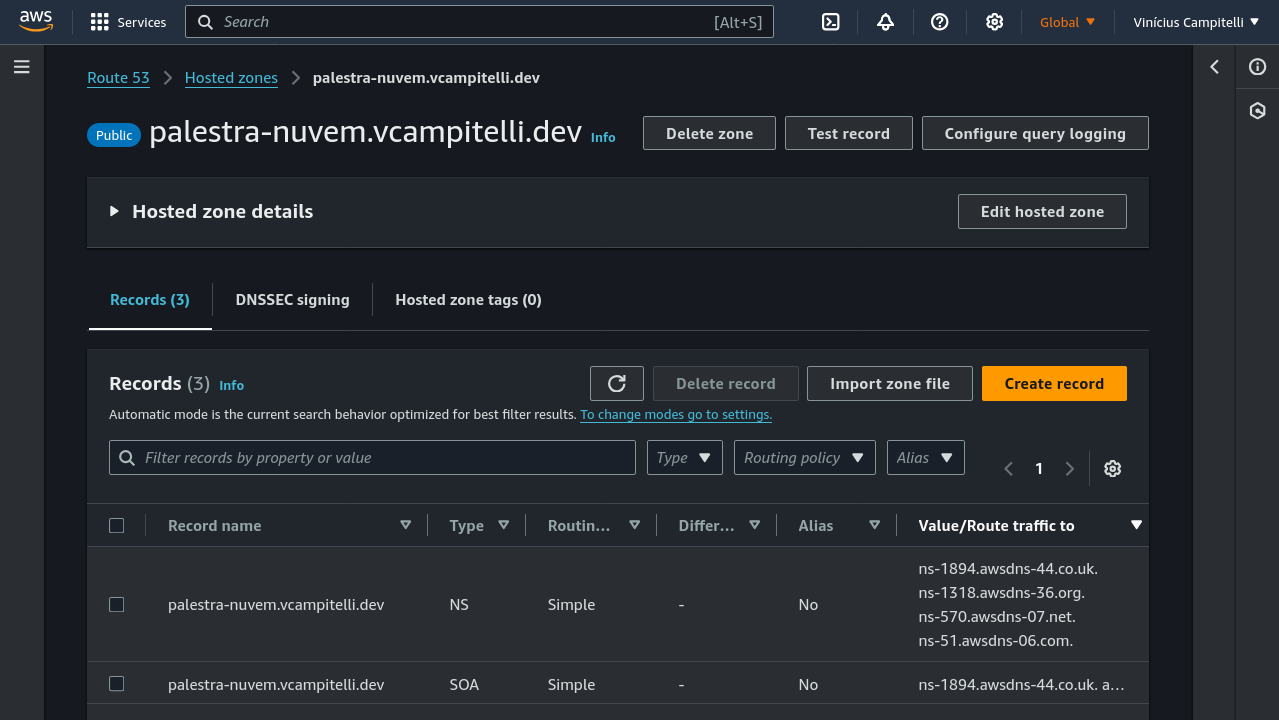 aws
Services
Search
[Alt+S]
Global
Vinícius Campitelli
Route 53
Hosted zones
palestra-nuvem.vcampitelli.dev
Public
palestra-nuvem.vcampitelli.dev
Info
Delete zone
Test record
Configure query logging
Hosted zone details
Edit hosted zone
Records (3)
DNSSEC signing
Hosted zone tags (0)
Records (3)
Info
Delete record
Import zone file
Create record
Automatic mode is the current search behavior optimized for best filter results. To change modes go to settings.
Filter records by property or value
Type
Routing policy
Alias
1
Record name
Type
Routin...
Differ...
Alias
Value/Route traffic to
palestra-nuvem.vcampitelli.dev
NS
Simple
-
No
ns-1894.awsdns-44.co.uk.
ns-1318.awsdns-36.org.
ns-570.awsdns-07.net.
ns-51.awsdns-06.com.
palestra-nuvem.vcampitelli.dev
SOA
Simple
-
No
ns-1894.awsdns-44.co.uk. a...